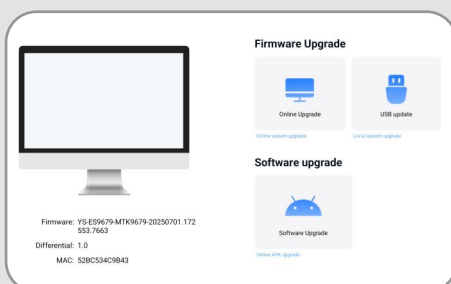 Firmware Upgrade
Online Upgrade
USB update
Online system upgrade
Local system upgrade
Software upgrade
Software Upgrade
Online APK upgrade
Firmware: YS-ES9679-MTK9679-20250701.172
553.7663
Differential: 1.0
MAC: 52BC534C9B43